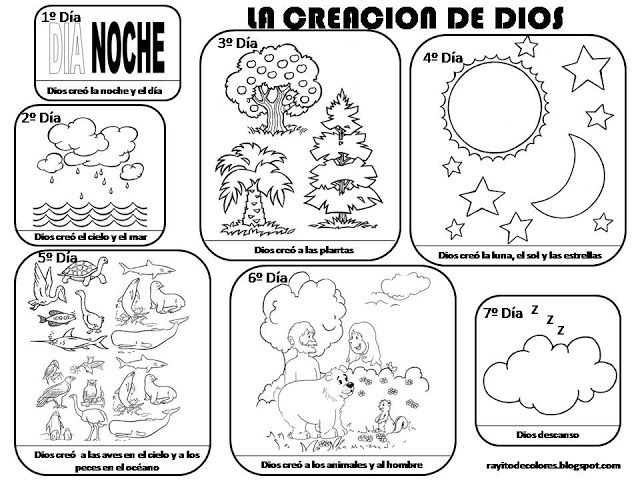 LA CREACION DE DIOS
1º Día
DIA NOCHE
Dios creó la noche y el día
2º Día
Dios creó el cielo y el mar
3º Día
Dios creó a las plantas
4º Día
Dios creó la luna, el sol y las estrellas
5º Día
Dios creó a las aves en el cielo y a los
peces en el océano
6º Día
Dios creó a los animales y al hombre
7º Día
z
z
z
Dios descanso
rayitodecolores.blogspot.com